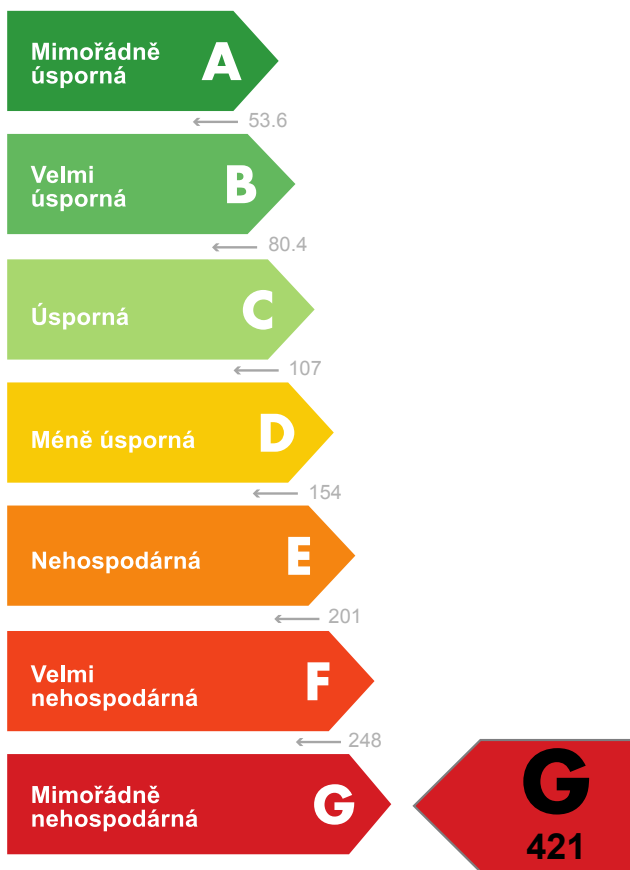 Mimořádně
úsporná
A
53.6
Velmi
úsporná
B
80.4
Úsporná
C
107
Méně úsporná
D
154
Nehospodárná
E
201
Velmi
nehospodárná
F
248
Mimořádně
nehospodárná
G
G
421